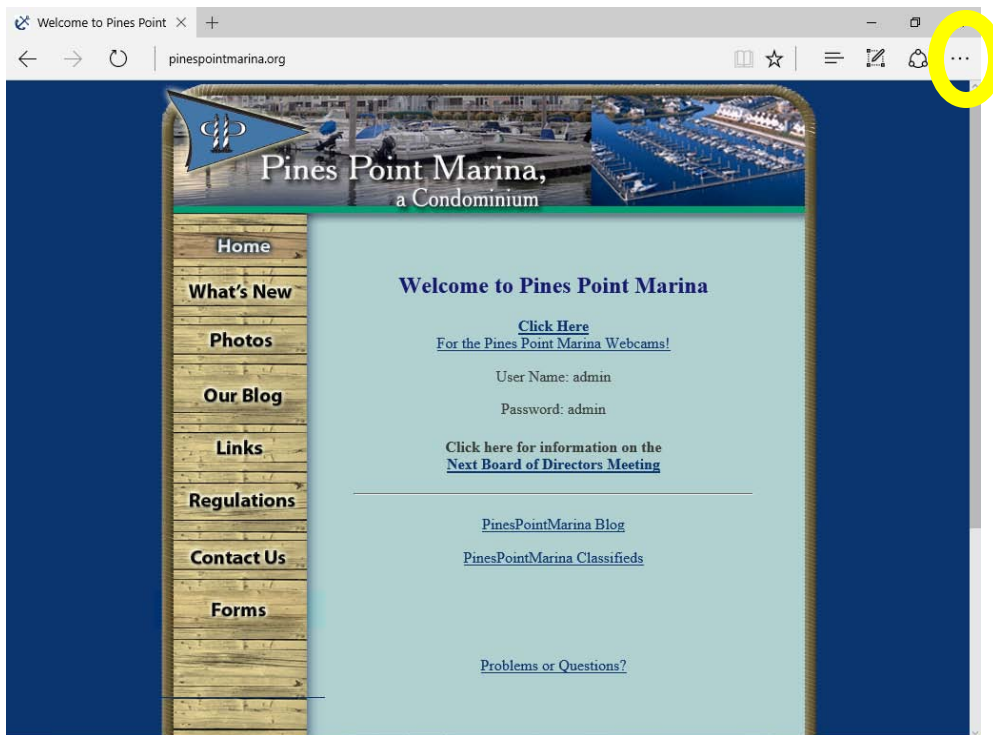 Welcome to Pines Point
pinespointmarina.org
Pines Point Marina,
a Condominium
Home
What's New
Photos
Our Blog
Links
Regulations
Contact Us
Forms
Welcome to Pines Point Marina
Click Here
For the Pines Point Marina Webcams!
User Name: admin
Password: admin
Click here for information on the
Next Board of Directors Meeting
PinesPointMarina Blog
PinesPointMarina Classifieds
Problems or Questions?